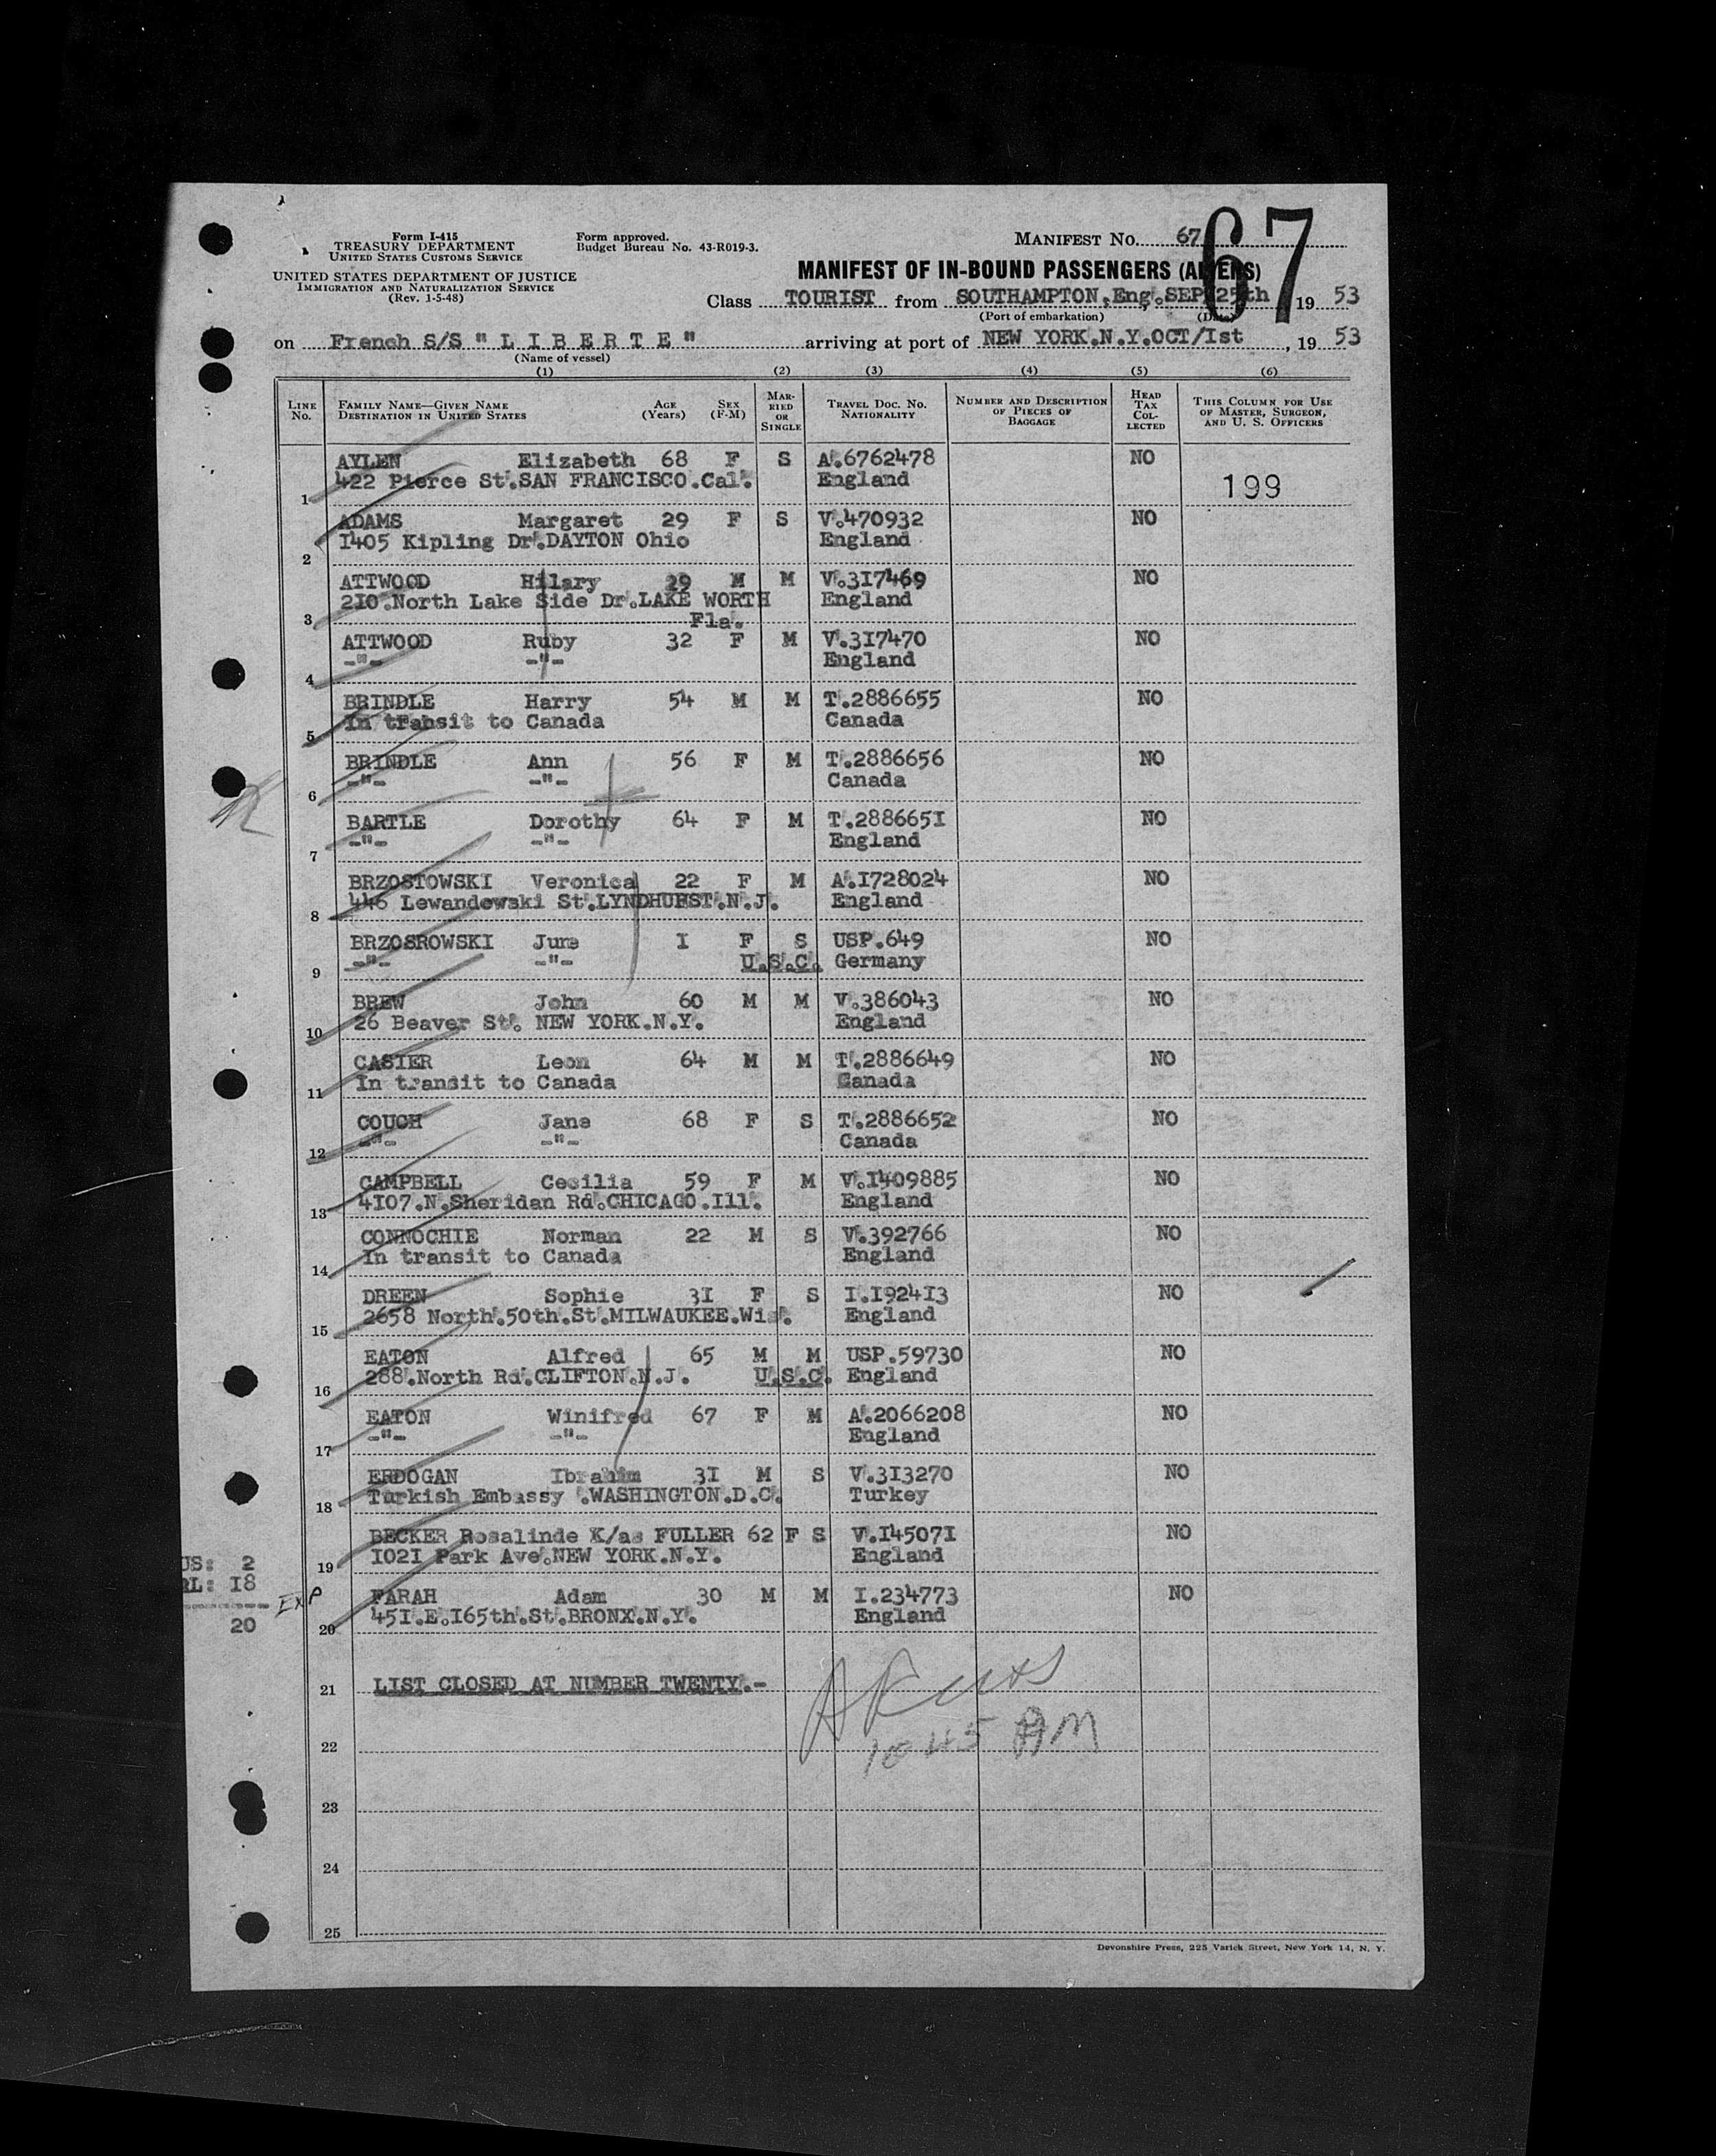 Form I-415
TREASURY DEPARTMENT
UNITED STATES CUSTOMS SERVICE
UNITED STATES DEPARTMENT OF JUSTICE
IMMIGRATION AND NATURALIZATION SERVICE
(Rev. 1-5-48)
Form approved.
Budget Bureau No. 43-R019-3.
MANIFEST NO. 67
67
MANIFEST OF IN-BOUND PASSENGERS (ALIENS)
Class TOURIST from SOUTHAMPTON,Eng.SEP/25th 19 53
(Port of embarkation) (Date)
on French S/S " L I B E R T E " arriving at port of NEW YORK.N.Y.OCT/Ist , 19 53
(Name of vessel)
(1) (2) (3) (4) (5) (6)
LINE No. FAMILY NAME—GIVEN NAME DESTINATION IN UNITED STATES AGE (Years) SEX (F-M) MARRIED OR SINGLE TRAVEL DOC. NO. NATIONALITY NUMBER AND DESCRIPTION OF PIECES OF BAGGAGE HEAD TAX COLLECTED THIS COLUMN FOR USE OF MASTER, SURGEON, AND U. S. OFFICERS
AYLEN Elizabeth 68 F S A.6762478 NO
1 422 Pierce St.SAN FRANCISCO.Cal. England 199
ADAMS Margaret 29 F S V.470932 NO
2 I405 Kipling Dr.DAYTON Ohio England
ATTWOOD Hilary 29 M M V.3I7469 NO
210.North Lake Side Dr.LAKE WORTH England
3 Fla.
ATTWOOD Ruby 32 F M V.3I7470 NO
4 -"- -"- England
BRINDLE Harry 54 M M T.2886655 NO
5 In transit to Canada Canada
BRINDLE Ann 56 F M T.2886656 NO
6 -"- -"- Canada
BARTLE Dorothy 64 F M T.288665I NO
7 -"- -"- England
BRZOSTOWSKI Veronica 22 F M A.I728024 NO
8 446 Lewandowski St.LYNDHURST.N.J. England
BRZOSROWSKI June I F S USP.649 NO
9 -"- -"- U.S.C. Germany
BREW John 60 M M V.386043 NO
10 26 Beaver St. NEW YORK.N.Y. England
CASIER Leon 64 M M T.2886649 NO
11 In transit to Canada Canada
COUCH Jane 68 F S T.2886652 NO
12 -"- -"- Canada
CAMPBELL Cecilia 59 F M V.I409885 NO
13 4I07.N.Sheridan Rd.CHICAGO.Ill. England
CONNOCHIE Norman 22 M S V.392766 NO
14 In transit to Canada England
DREEN Sophie 3I F S I.I924I3 NO
15 2658 North.50th.St.MILWAUKEE.Wis. England
EATON Alfred 65 M M USP.59730 NO
16 288.North Rd.CLIFTON.N.J. U.S.C. England
EATON Winifred 67 F M A.2066208 NO
17 -"- -"- England
ERDOGAN Ibrahim 3I M S V.3I3270 NO
18 Turkish Embassy .WASHINGTON.D.C. Turkey
BECKER Rosalinde K/as FULLER 62 F S V.I4507I NO
19 I02I Park Ave.NEW YORK.N.Y. England
US: 2
RL: I8
20
EXP
FARAH Adam 30 M M I.234773 NO
20 45I.E.I65th.St.BRONX.N.Y. England
21 LIST CLOSED AT NUMBER TWENTY.-
1045 AM
22
23
24
25
Devonshire Press, 225 Varick Street, New York 14, N. Y.